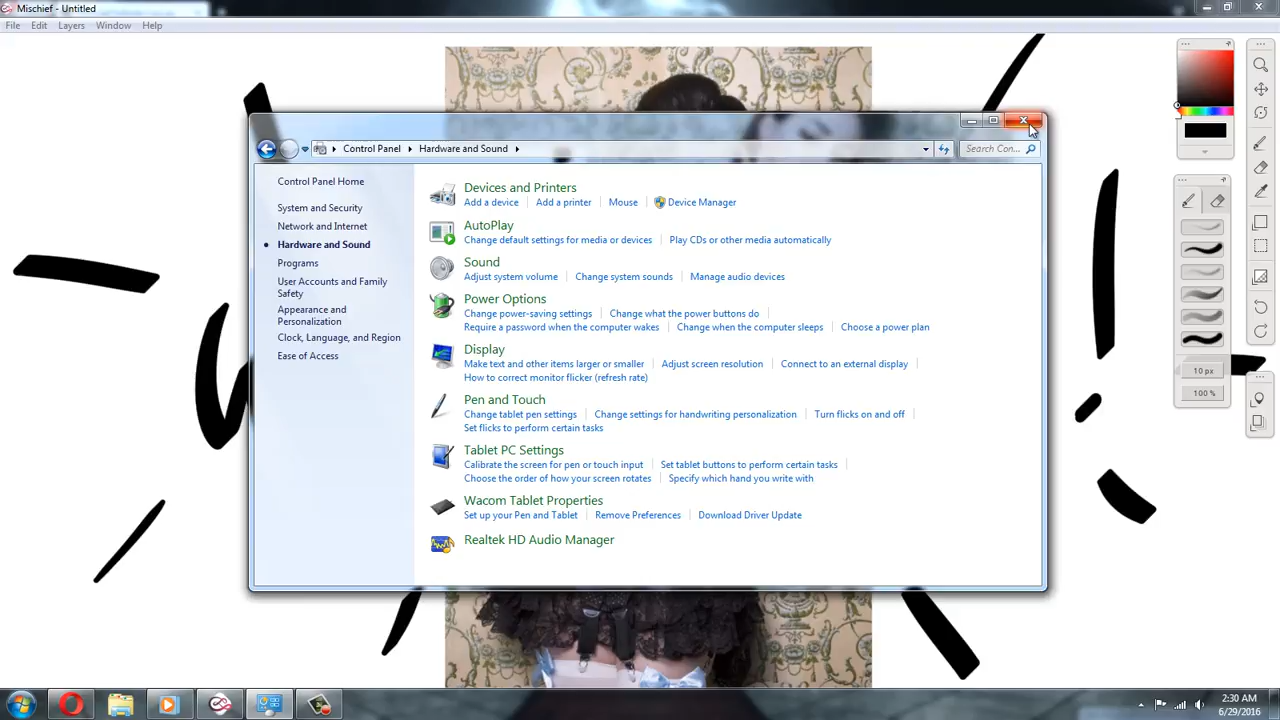 Mischief - Untitled
File Edit Layers Window Help
Control Panel Hardware and Sound
Search Con...
Control Panel Home
System and Security
Network and Internet
Hardware and Sound
Programs
User Accounts and Family
Safety
Appearance and
Personalization
Clock, Language, and Region
Ease of Access
Devices and Printers
Add a device Add a printer Mouse Device Manager
AutoPlay
Change default settings for media or devices Play CDs or other media automatically
Sound
Adjust system volume Change system sounds Manage audio devices
Power Options
Change power-saving settings Change what the power buttons do
Require a password when the computer wakes Change when the computer sleeps Choose a power plan
Display
Make text and other items larger or smaller Adjust screen resolution Connect to an external display
How to correct monitor flicker (refresh rate)
Pen and Touch
Change tablet pen settings Change settings for handwriting personalization Turn flicks on and off
Set flicks to perform certain tasks
Tablet PC Settings
Calibrate the screen for pen or touch input Set tablet buttons to perform certain tasks
Choose the order of how your screen rotates Specify which hand you write with
Wacom Tablet Properties
Set up your Pen and Tablet Remove Preferences Download Driver Update
Realtek HD Audio Manager
10 px
100 %
2:30 AM
6/29/2016